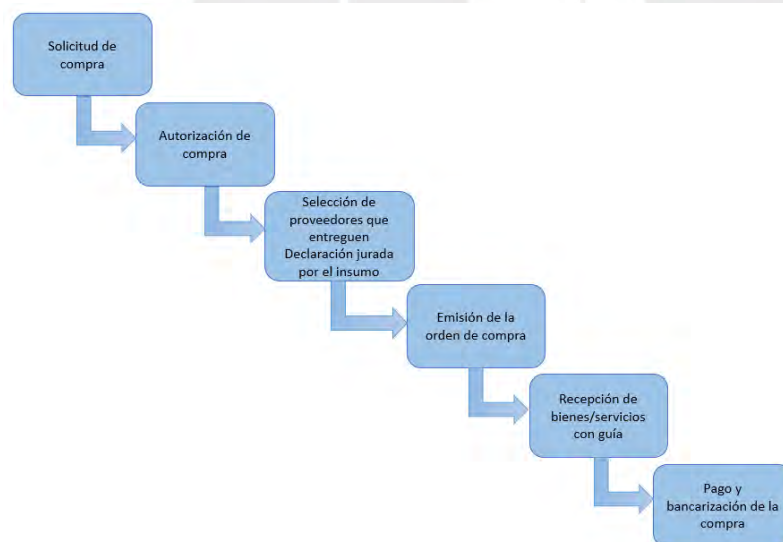 Solicitud de
compra
Autorización de
compra
Selección de
proveedores que
entreguen
Declaración jurada
por el insumo
Emisión de la
orden de compra
Recepción de
bienes/servicios
con guía
Pago y
bancarización de la
compra